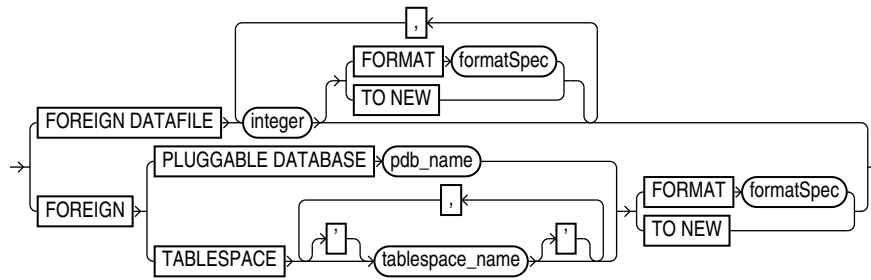 ,
FORMAT formatSpec
TO NEW
FOREIGN DATAFILE integer
PLUGGABLE DATABASE pdb_name
FORMAT formatSpec
,
FOREIGN
TO NEW
' '
TABLESPACE tablespace_name